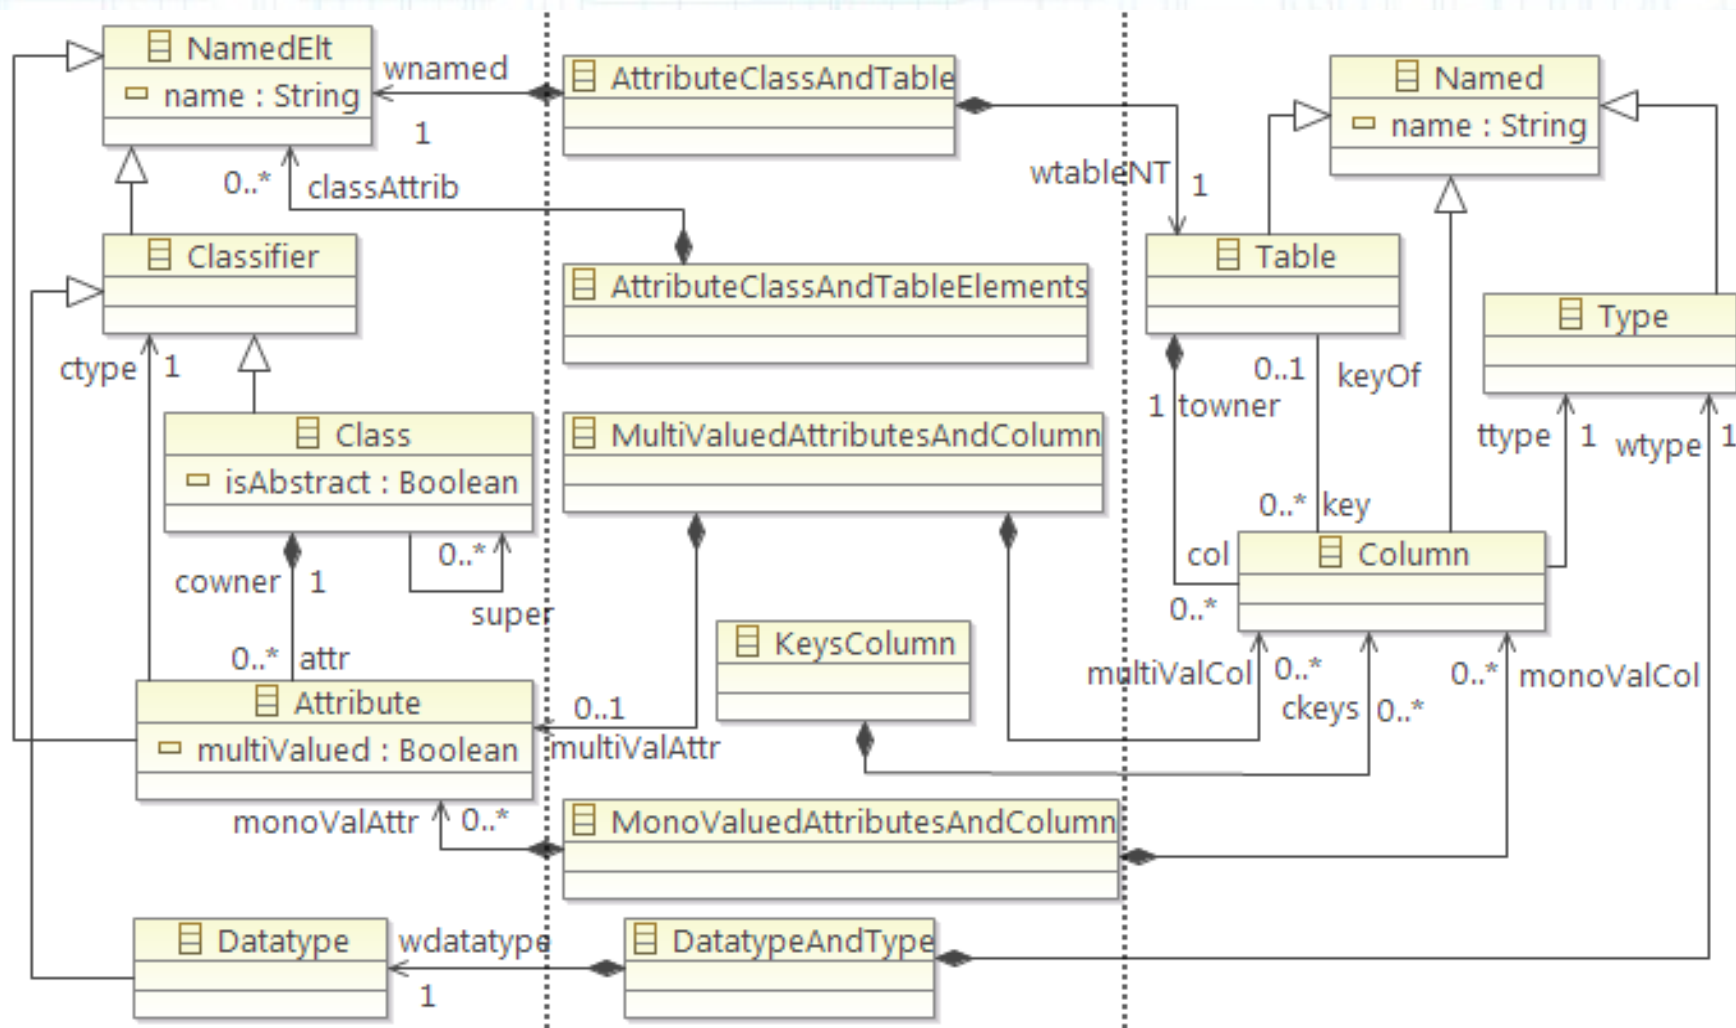 NamedElt
name : String
wnamed
1
AttributeClassAndTable
Named
name : String
wtableNT
1
0..*
classAttrib
Classifier
AttributeClassAndTableElements
Table
Type
ctype
1
0..1
keyOf
1
towner
Class
isAbstract : Boolean
MultiValuedAttributesAndColumn
ttype
1
wtype
1
0..*
key
0..*
super
cowner
1
col
0..*
Column
0..*
attr
KeysColumn
multiValCol
0..*
ckeys
0..*
0..*
monoValCol
Attribute
multiValued : Boolean
0..1
multiValAttr
monoValAttr
0..*
MonoValuedAttributesAndColumn
Datatype
wdatatype
1
DatatypeAndType